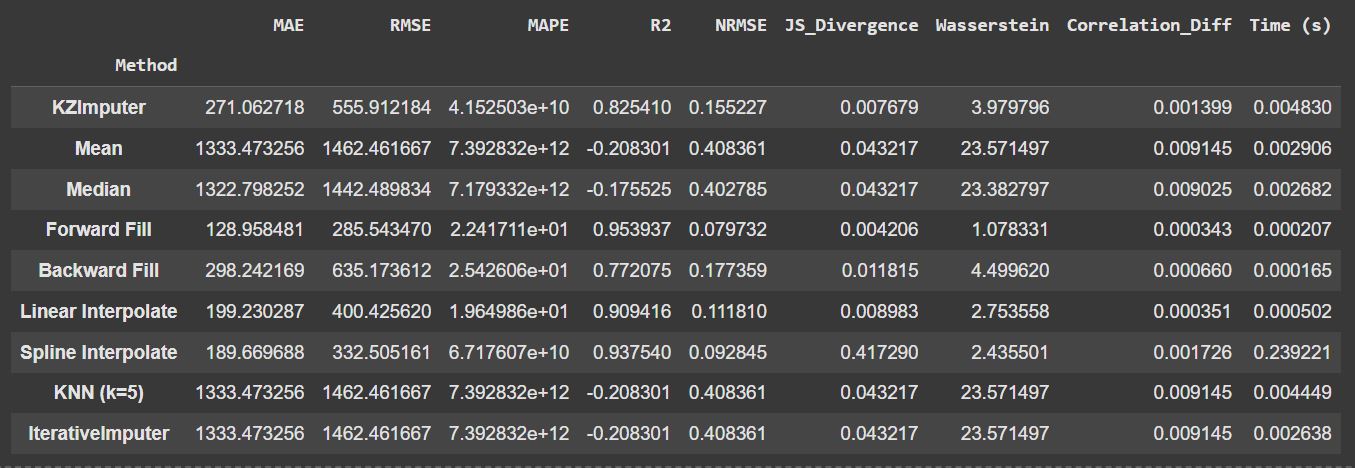 MAE RMSE MAPE R2 NRMSE JS_Divergence Wasserstein Correlation_Diff Time (s)
Method
KZImputer 271.062718 555.912184 4.152503e+10 0.825410 0.155227 0.007679 3.979796 0.001399 0.004830
Mean 1333.473256 1462.461667 7.392832e+12 -0.208301 0.408361 0.043217 23.571497 0.009145 0.002906
Median 1322.798252 1442.489834 7.179332e+12 -0.175525 0.402785 0.043217 23.382797 0.009025 0.002682
Forward Fill 128.958481 285.543470 2.241711e+01 0.953937 0.079732 0.004206 1.078331 0.000343 0.000207
Backward Fill 298.242169 635.173612 2.542606e+01 0.772075 0.177359 0.011815 4.499620 0.000660 0.000165
Linear Interpolate 199.230287 400.425620 1.964986e+01 0.909416 0.111810 0.008983 2.753558 0.000351 0.000502
Spline Interpolate 189.669688 332.505161 6.717607e+10 0.937540 0.092845 0.417290 2.435501 0.001726 0.239221
KNN (k=5) 1333.473256 1462.461667 7.392832e+12 -0.208301 0.408361 0.043217 23.571497 0.009145 0.004449
IterativeImputer 1333.473256 1462.461667 7.392832e+12 -0.208301 0.408361 0.043217 23.571497 0.009145 0.002638